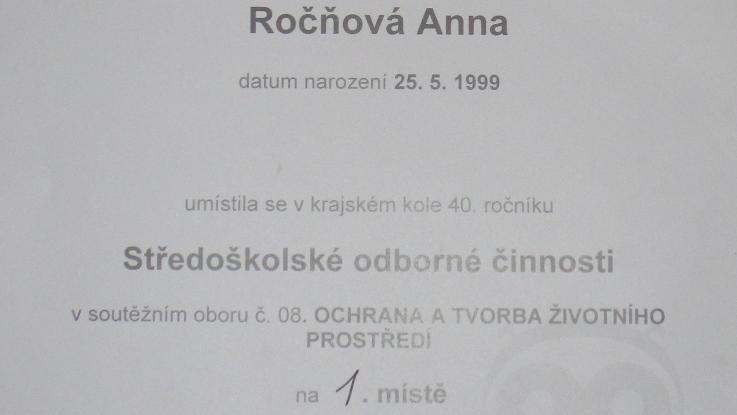 Ročňová Anna
datum narození 25. 5. 1999
umístila se v krajském kole 40. ročníku
Středoškolské odborné činnosti
v soutěžním oboru č. 08. OCHRANA A TVORBA ŽIVOTNÍHO
PROSTŘEDÍ
na 1. místě